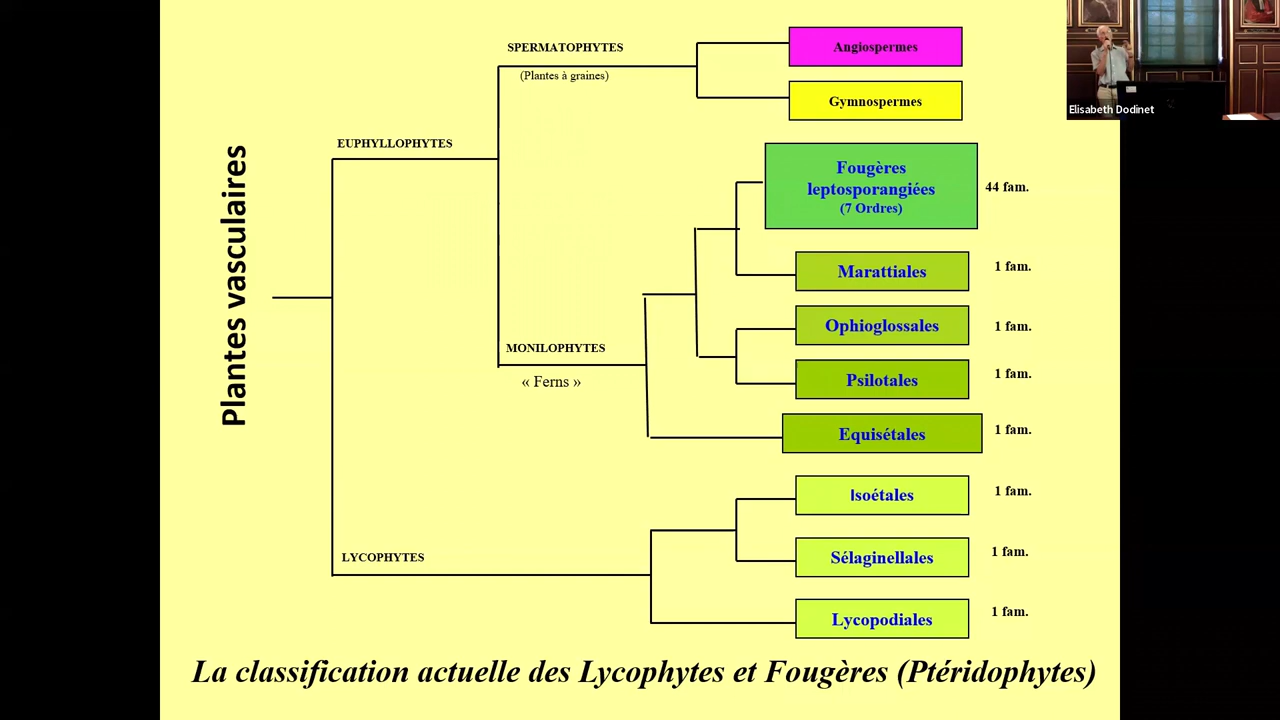 SPERMATOPHYTES
(Plantes à graines)
Angiospermes
Gymnospermes
Elisabeth Dodinet
EUPHYLLOPHYTES
Plantes vasculaires
Fougères
leptosporangiées
(7 Ordres)
44 fam.
Marattiales
1 fam.
Ophioglossales
1 fam.
MONILOPHYTES
« Ferns »
Psilotales
1 fam.
Equisétales
1 fam.
Isoétales
1 fam.
LYCOPHYTES
Sélaginellales
1 fam.
Lycopodiales
1 fam.
La classification actuelle des Lycophytes et Fougères (Ptéridophytes)